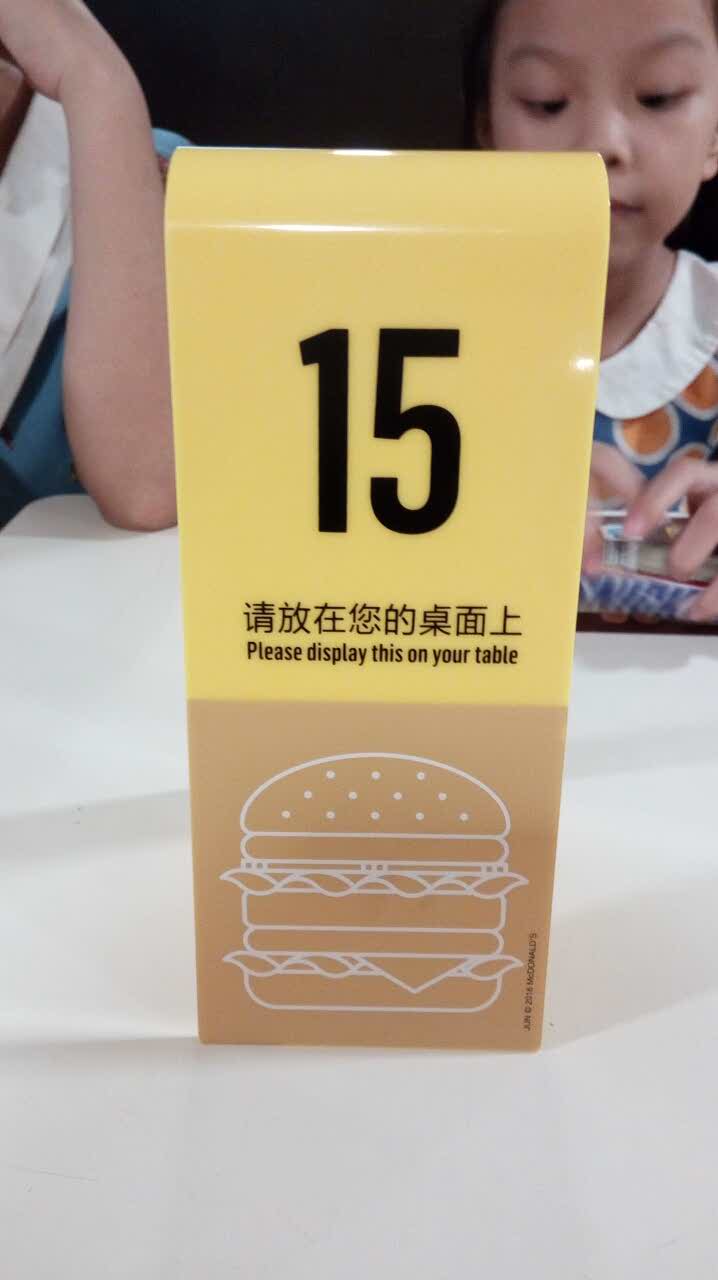 15
请放在您的桌面上
Please display this on your table
JUN © 2016 McDONALD'S